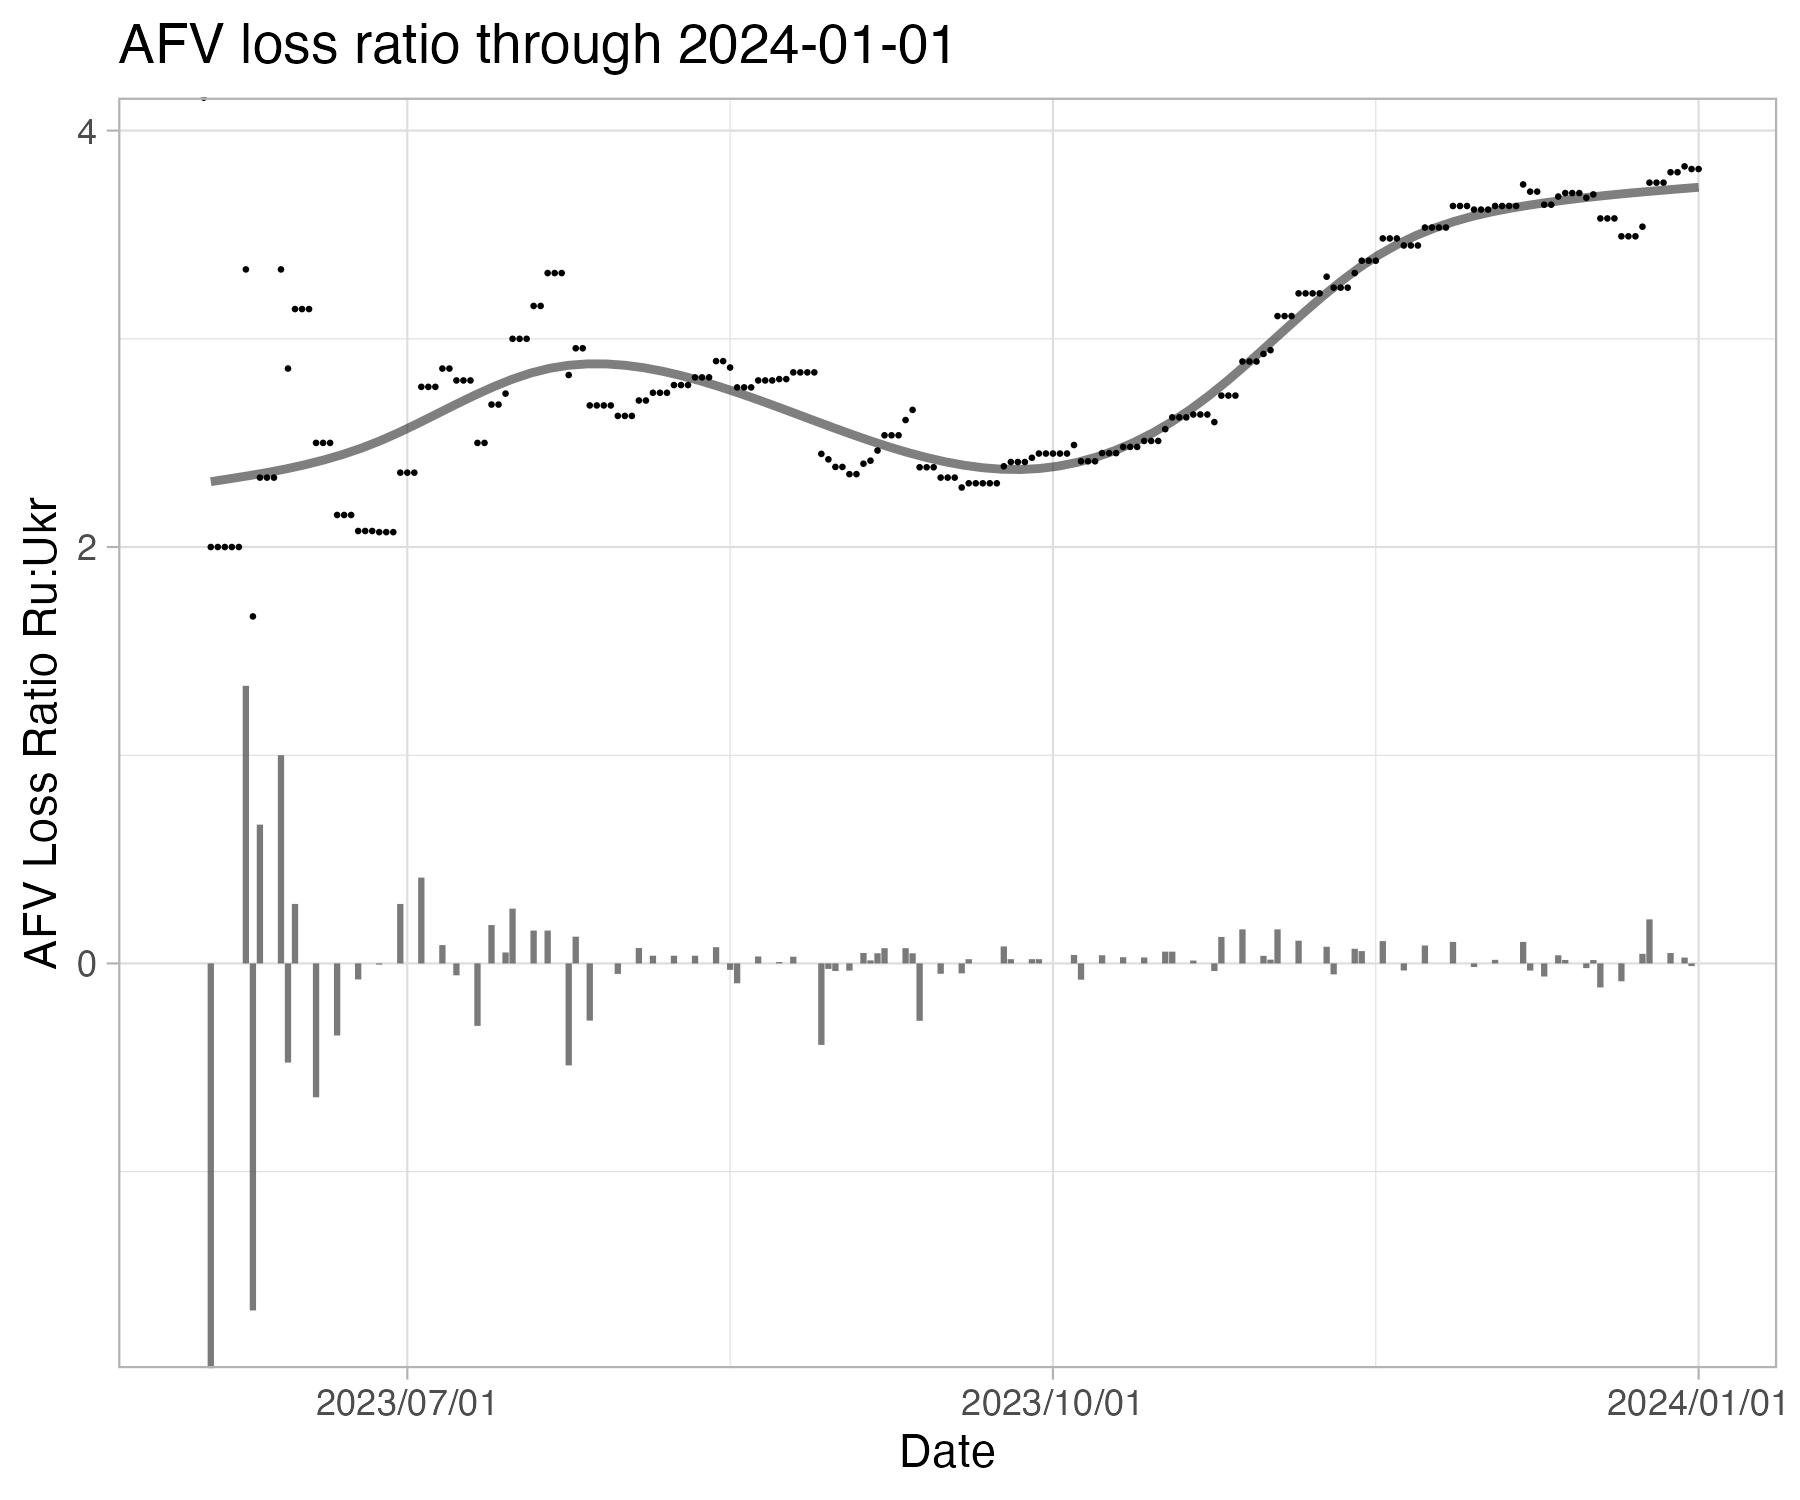 AFV loss ratio through 2024-01-01
AFV Loss Ratio Ru:Ukr
4
2
0
2023/07/01
2023/10/01
2024/01/01
Date